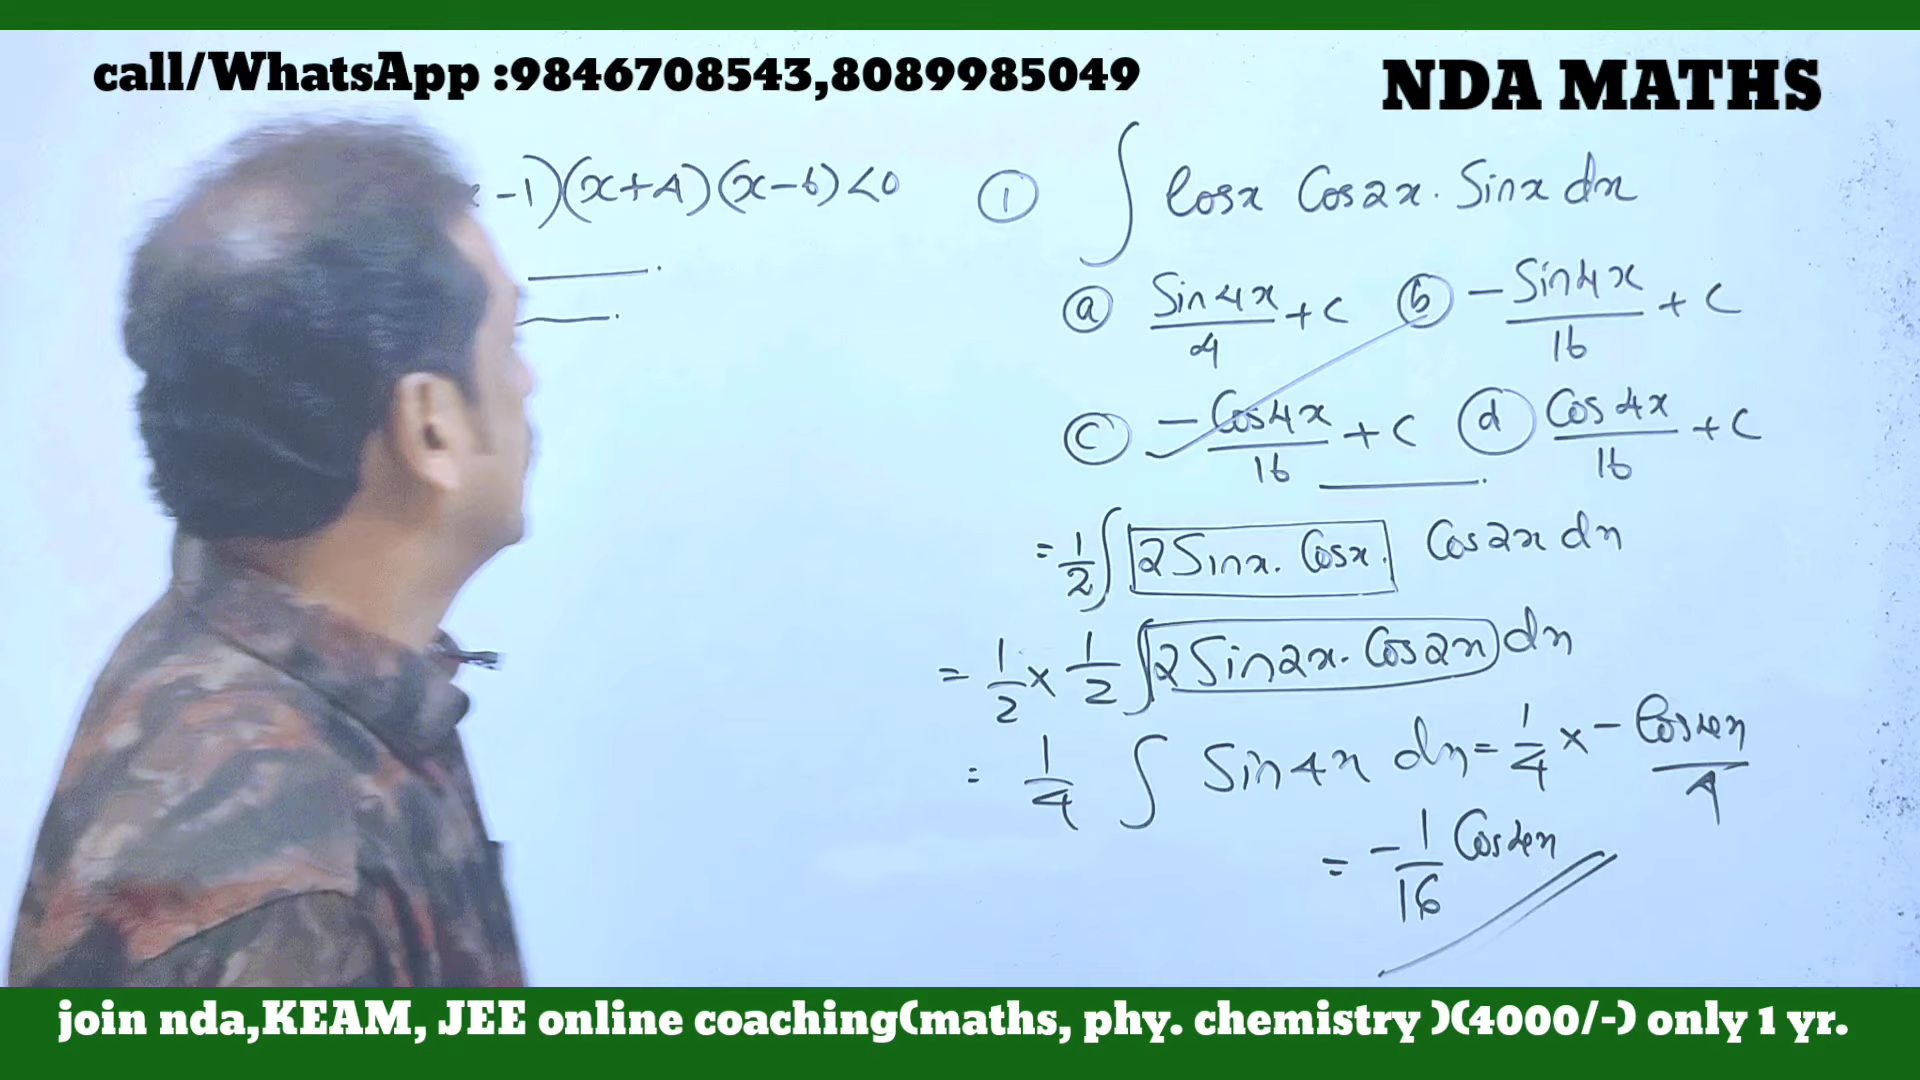 call/WhatsApp :9846708543,8089985049
NDA MATHS
-1)(x+4)(x-6)<0
① ∫ Cosx Cos2x. Sinx dx
ⓐ Sin4x/4 + C ⓑ -Sin4x/16 + C
ⓒ -Cos4x/16 + C ⓓ Cos4x/16 + C
= 1/2 ∫ 2Sinx. Cosx. Cos2x dx
= 1/2 x 1/2 ∫ 2Sin2x. Cos2x dx
= 1/4 ∫ Sin4x dx = 1/4 x -Cos4x/4
= -1/16 Cos4x
join nda,KEAM, JEE online coaching(maths, phy. chemistry )(4000/-) only 1 yr.